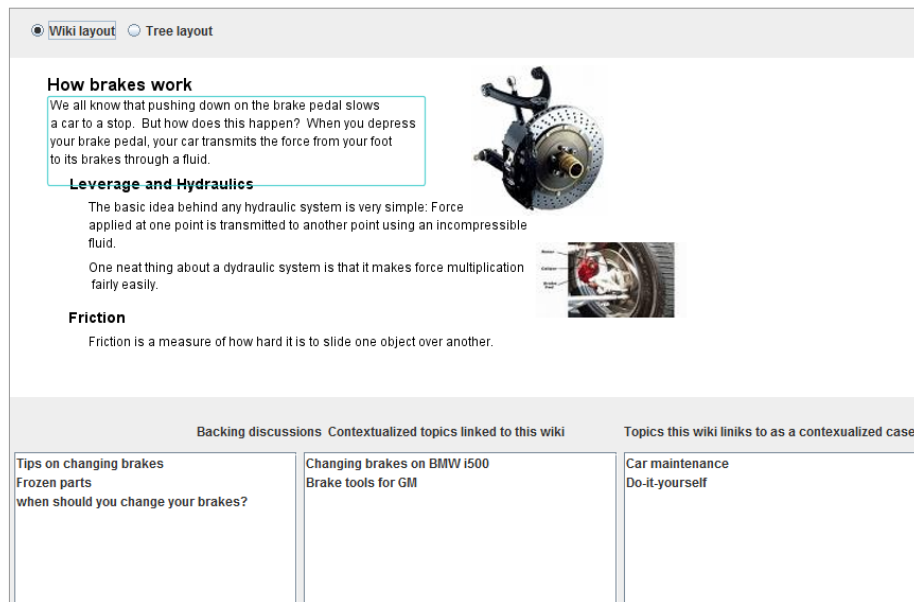 Wiki layout Tree layout
How brakes work
We all know that pushing down on the brake pedal slows
a car to a stop. But how does this happen? When you depress
your brake pedal, your car transmits the force from your foot
to its brakes through a fluid.
Leverage and Hydraulics
The basic idea behind any hydraulic system is very simple: Force
applied at one point is transmitted to another point using an incompressible
fluid.
One neat thing about a dydraulic system is that it makes force multiplication
fairly easily.
Friction
Friction is a measure of how hard it is to slide one object over another.
Backing discussions Contextualized topics linked to this wiki Topics this wiki liniks to as a contexualized case
Tips on changing brakes
Frozen parts
when should you change your brakes?
Changing brakes on BMW i500
Brake tools for GM
Car maintenance
Do-it-yourself